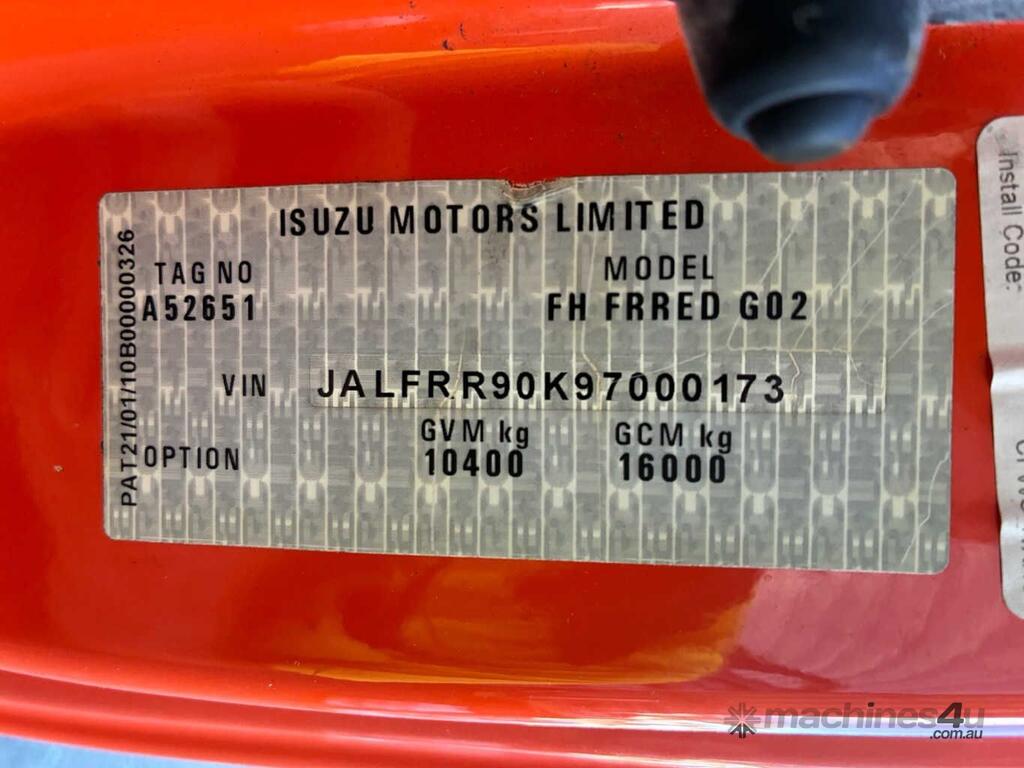 ISUZU MOTORS LIMITED
TAG NO
MODEL
A52651
FH FRRED G02
VIN JALFRR90K97000173
GVM kg
GCM kg
OPTION
10400
16000
PAT21/01/10B00000326
Install Code:
machines4u
.com.au